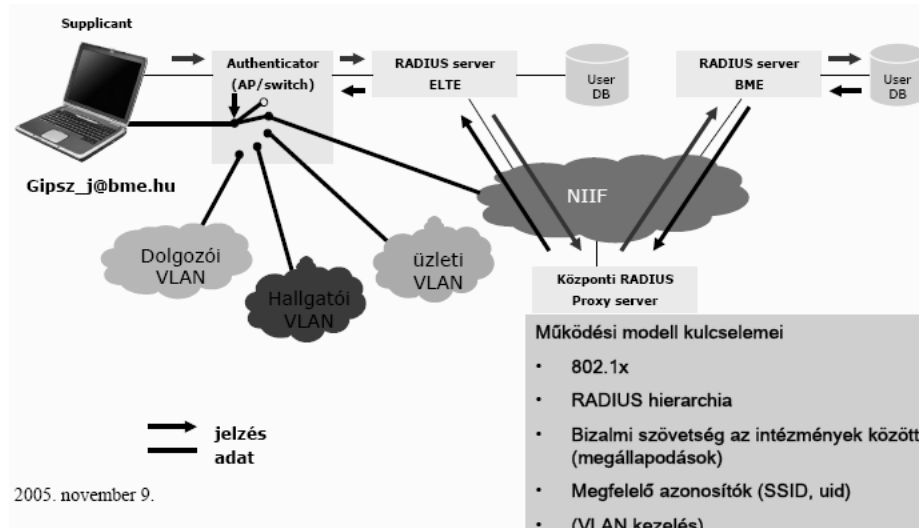 Supplicant
Authenticator
(AP/switch)
RADIUS server
ELTE
User
DB
RADIUS server
BME
User
DB
Gipsz_j@bme.hu
NIIF
Dolgozói
VLAN
Hallgatói
VLAN
üzleti
VLAN
Központi RADIUS
Proxy server
Működési modell kulcselemei
• 802.1x
• RADIUS hierarchia
• Bizalmi szövetség az intézmények között
(megállapodások)
• Megfelelő azonosítók (SSID, uid)
• (VLAN kezelés)
jelzés
adat
2005. november 9.